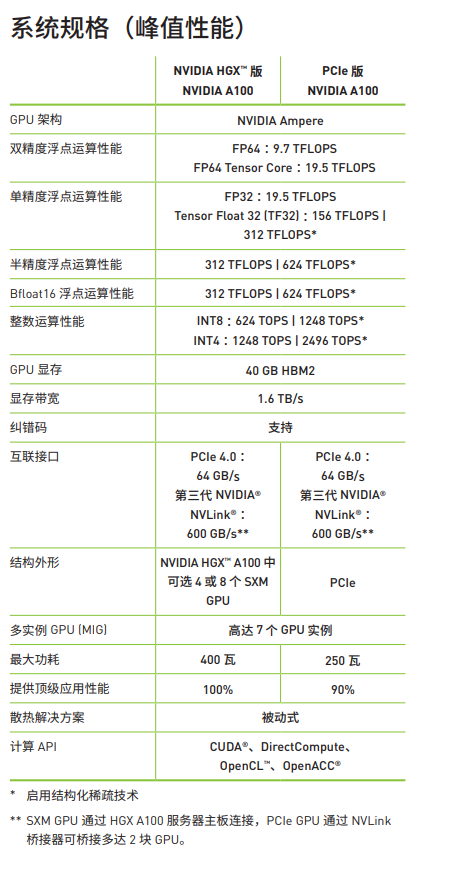 系统规格（峰值性能）
NVIDIA HGX™ 版
NVIDIA A100
PCIe 版
NVIDIA A100
GPU 架构
NVIDIA Ampere
双精度浮点运算性能
FP64：9.7 TFLOPS
FP64 Tensor Core：19.5 TFLOPS
单精度浮点运算性能
FP32：19.5 TFLOPS
Tensor Float 32 (TF32)：156 TFLOPS |
312 TFLOPS*
半精度浮点运算性能
312 TFLOPS | 624 TFLOPS*
Bfloat16 浮点运算性能
312 TFLOPS | 624 TFLOPS*
整数运算性能
INT8：624 TOPS | 1248 TOPS*
INT4：1248 TOPS | 2496 TOPS*
GPU 显存
40 GB HBM2
显存带宽
1.6 TB/s
纠错码
支持
互联接口
PCIe 4.0：
64 GB/s
第三代 NVIDIA®
NVLink®：
600 GB/s**
PCIe 4.0：
64 GB/s
第三代 NVIDIA®
NVLink®：
600 GB/s**
结构外形
NVIDIA HGX™ A100 中
可选 4 或 8 个 SXM
GPU
PCIe
多实例 GPU (MIG)
高达 7 个 GPU 实例
最大功耗
400 瓦
250 瓦
提供顶级应用性能
100%
90%
散热解决方案
被动式
计算 API
CUDA®、DirectCompute、
OpenCL™、OpenACC®
* 启用结构化稀疏技术
** SXM GPU 通过 HGX A100 服务器主板连接，PCIe GPU 通过 NVLink
桥接器可桥接多达 2 块 GPU。